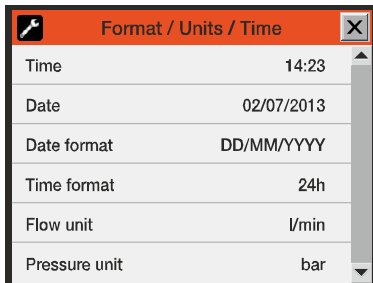 Format / Units / Time
Time 14:23
Date 02/07/2013
Date format DD/MM/YYYY
Time format 24h
Flow unit l/min
Pressure unit bar